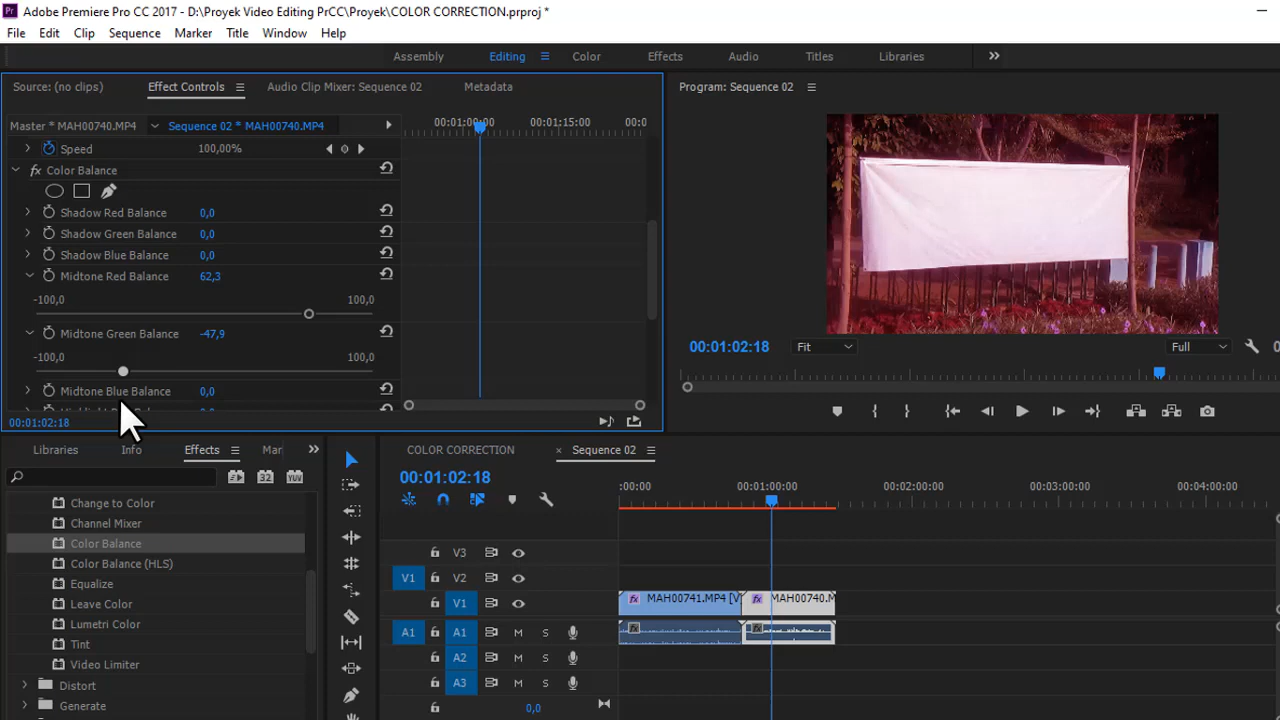 Pr Adobe Premiere Pro CC 2017 - D:\Proyek Video Editing PrCC\Proyek\COLOR CORRECTION.prproj *
File Edit Clip Sequence Marker Title Window Help
Assembly Editing Color Effects Audio Titles Libraries
Source: (no clips) Effect Controls Audio Clip Mixer: Sequence 02 Metadata
Program: Sequence 02
Master * MAH00740.MP4 Sequence 02 * MAH00740.MP4
00:01:00:00 00:01:15:00 00:0
Speed 100,00%
fx Color Balance
Shadow Red Balance 0,0
Shadow Green Balance 0,0
Shadow Blue Balance 0,0
Midtone Red Balance 62,3
-100,0 100,0
Midtone Green Balance -47,9
-100,0 100,0
Midtone Blue Balance 0,0
00:01:02:18
00:01:02:18 Fit Full
Libraries Info Effects Mar
32 YUV
Change to Color
Channel Mixer
Color Balance
Color Balance (HLS)
Equalize
Leave Color
Lumetri Color
Tint
Video Limiter
Distort
Generate
COLOR CORRECTION × Sequence 02
00:01:02:18
:00:00 00:01:00:00 00:02:00:00 00:03:00:00 00:04:00:00
V3
V1 V2
V1 fx MAH00741.MP4 [V fx MAH00740.M
A1 A1 M S
A2 M S
A3 M S
0,0